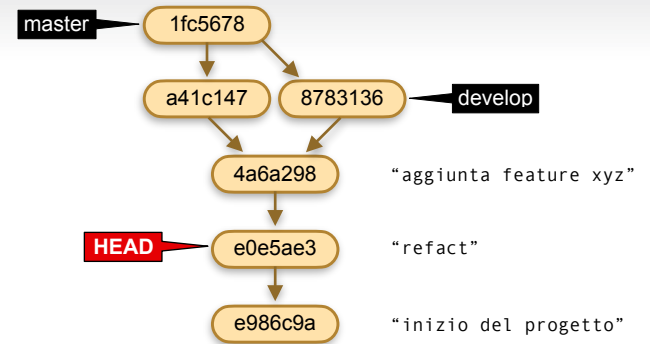 master
1fc5678
a41c147
8783136
develop
4a6a298
“aggiunta feature xyz”
HEAD
e0e5ae3
“refact”
e986c9a
“inizio del progetto”